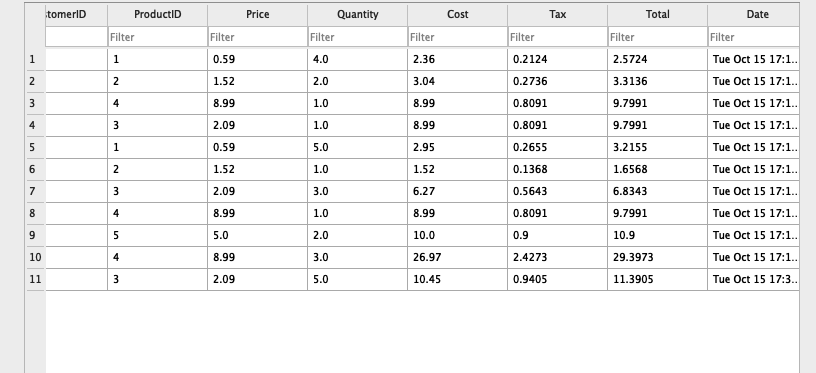 stomerID ProductID Price Quantity Cost Tax Total Date
Filter Filter Filter Filter Filter Filter Filter
1 1 0.59 4.0 2.36 0.2124 2.5724 Tue Oct 15 17:1...
2 2 1.52 2.0 3.04 0.2736 3.3136 Tue Oct 15 17:1...
3 4 8.99 1.0 8.99 0.8091 9.7991 Tue Oct 15 17:1...
4 3 2.09 1.0 8.99 0.8091 9.7991 Tue Oct 15 17:1...
5 1 0.59 5.0 2.95 0.2655 3.2155 Tue Oct 15 17:1...
6 2 1.52 1.0 1.52 0.1368 1.6568 Tue Oct 15 17:1...
7 3 2.09 3.0 6.27 0.5643 6.8343 Tue Oct 15 17:1...
8 4 8.99 1.0 8.99 0.8091 9.7991 Tue Oct 15 17:1...
9 5 5.0 2.0 10.0 0.9 10.9 Tue Oct 15 17:1...
10 4 8.99 3.0 26.97 2.4273 29.3973 Tue Oct 15 17:1...
11 3 2.09 5.0 10.45 0.9405 11.3905 Tue Oct 15 17:3...